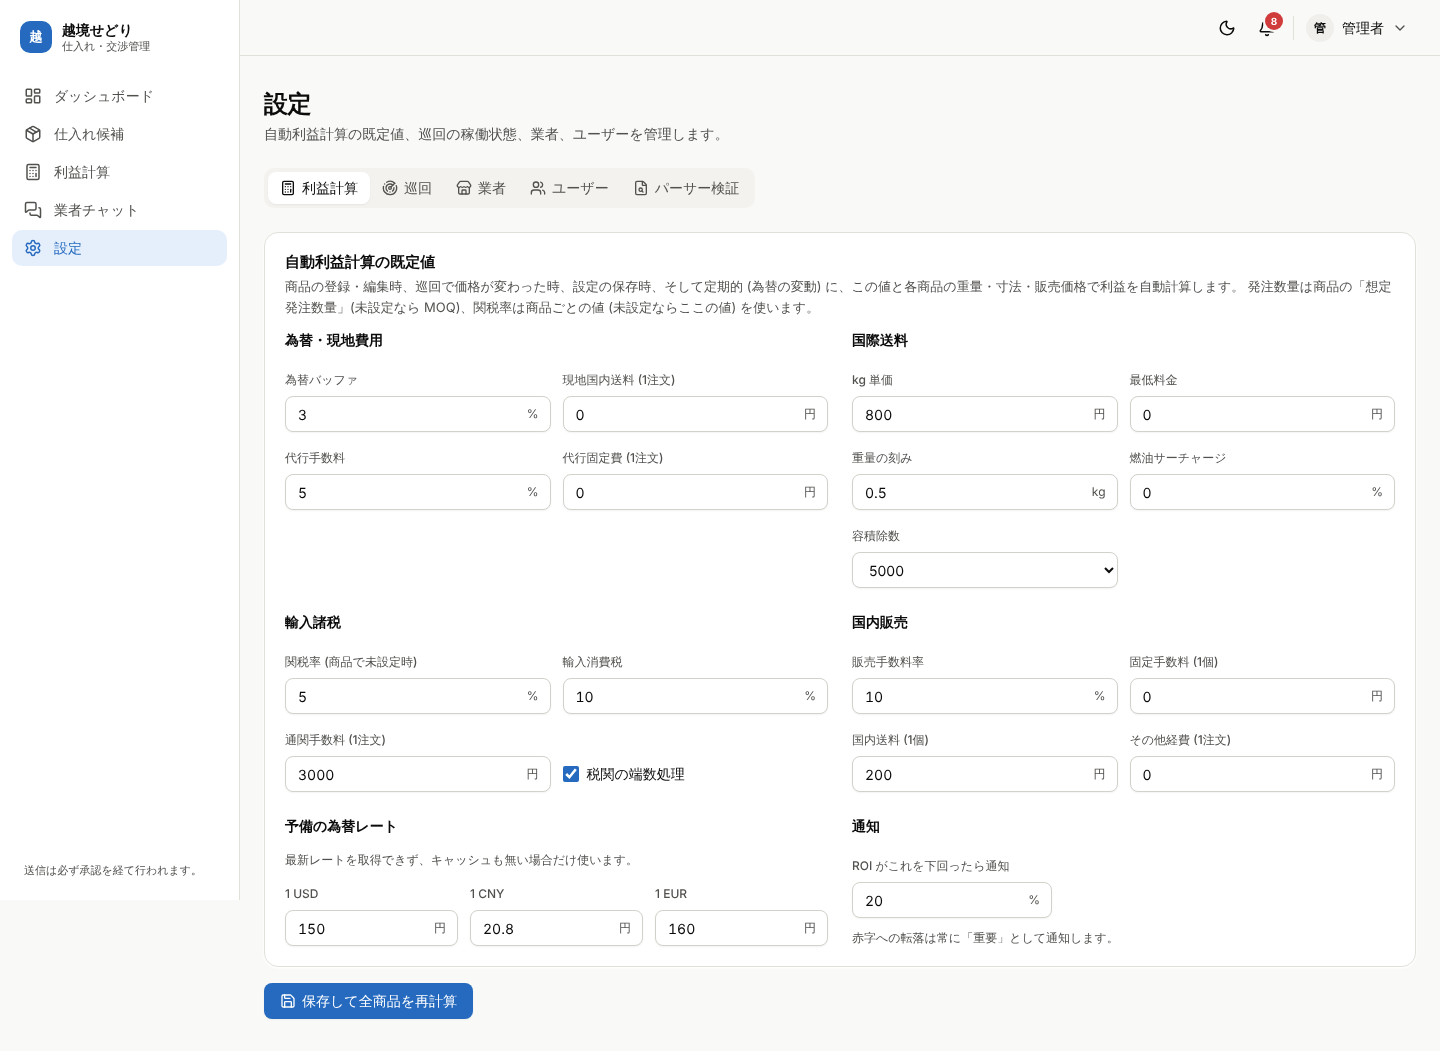 越
越境せどり
仕入れ・交渉管理
ダッシュボード
仕入れ候補
利益計算
業者チャット
設定
送信は必ず承認を経て行われます。
8
管
管理者
設定
自動利益計算の既定値、巡回の稼働状態、業者、ユーザーを管理します。
利益計算
巡回
業者
ユーザー
パーサー検証
自動利益計算の既定値
商品の登録・編集時、巡回で価格が変わった時、設定の保存時、そして定期的 (為替の変動) に、この値と各商品の重量・寸法・販売価格で利益を自動計算します。 発注数量は商品の「想定
発注数量」(未設定なら MOQ)、関税率は商品ごとの値 (未設定ならここの値) を使います。
為替・現地費用
為替バッファ
3 %
現地国内送料 (1注文)
0 円
代行手数料
5 %
代行固定費 (1注文)
0 円
国際送料
kg 単価
800 円
最低料金
0 円
重量の刻み
0.5 kg
燃油サーチャージ
0 %
容積除数
5000
輸入諸税
関税率 (商品で未設定時)
5 %
輸入消費税
10 %
通関手数料 (1注文)
3000 円
税関の端数処理
国内販売
販売手数料率
10 %
固定手数料 (1個)
0 円
国内送料 (1個)
200 円
その他経費 (1注文)
0 円
予備の為替レート
最新レートを取得できず、キャッシュも無い場合だけ使います。
1 USD
150 円
1 CNY
20.8 円
1 EUR
160 円
通知
ROI がこれを下回ったら通知
20 %
赤字への転落は常に「重要」として通知します。
保存して全商品を再計算